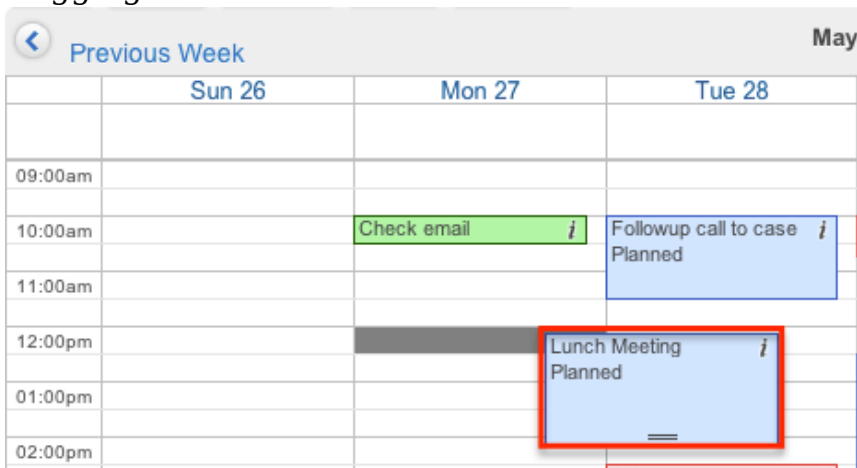 Previous Week
May
Sun 26
Mon 27
Tue 28
09:00am
10:00am
Check email i
Followup call to case i
Planned
11:00am
12:00pm
Lunch Meeting i
Planned
01:00pm
02:00pm